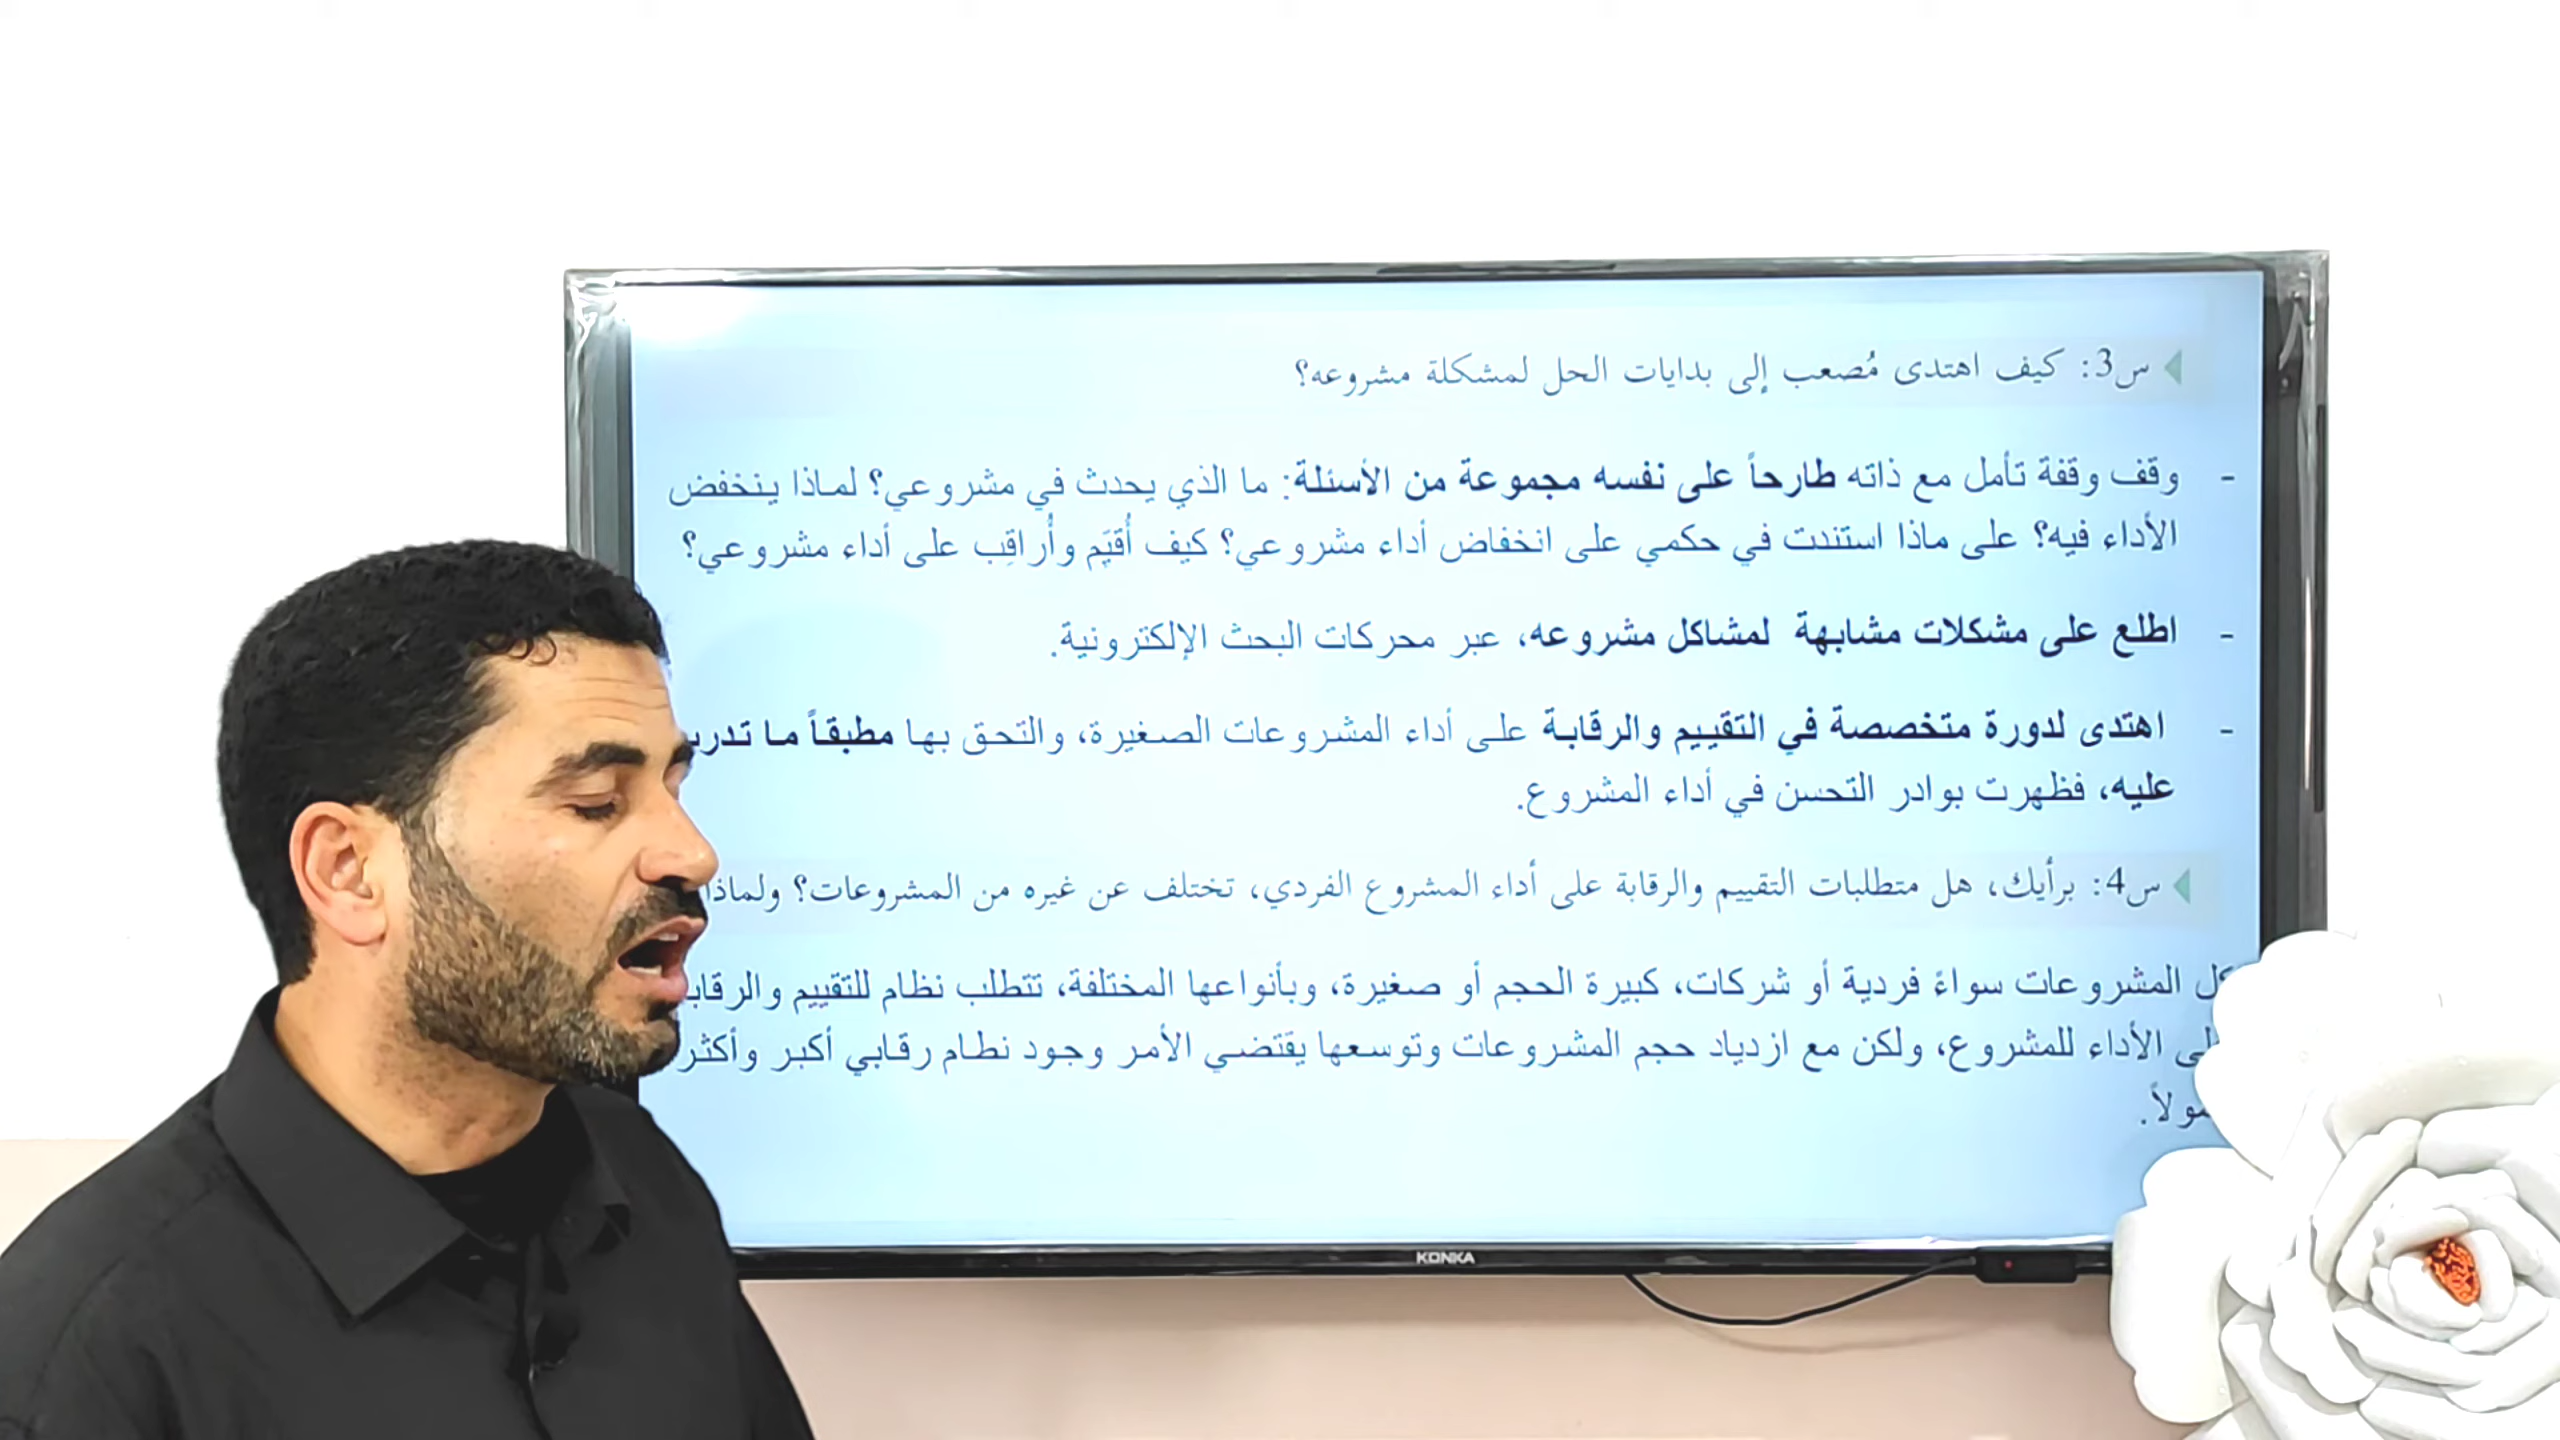 س3: كيف اهتدى مُصعب إلى بدايات الحل لمشكلة مشروعه؟
- وقف وقفة تأمل مع ذاته طارحاً على نفسه مجموعة من الأسئلة: ما الذي يحدث في مشروعي؟ لماذا ينخفض
الأداء فيه؟ على ماذا استندت في حكمي على انخفاض أداء مشروعي؟ كيف أُقيَم وأُراقِب على أداء مشروعي؟
- اطلع على مشكلات مشابهة لمشاكل مشروعه، عبر محركات البحث الإلكترونية.
- اهتدى لدورة متخصصة في التقييم والرقابة على أداء المشروعات الصغيرة، والتحق بها مطبقاً ما
عليه، فظهرت بوادر التحسن في أداء المشروع.
س4: برأيك، هل متطلبات التقييم والرقابة على أداء المشروع الفردي، تختلف عن غيره من المشروعات؟ ولماذا
كل المشروعات سواءً فردية أو شركات، كبيرة الحجم أو صغيرة، وبأنواعها المختلفة، تتطلب نظام للتقييم
الأداء للمشروع، ولكن مع ازدياد حجم المشروعات وتوسعها يقتضي الأمر وجود نظام رقابي أكبر وأكثر
KONKA